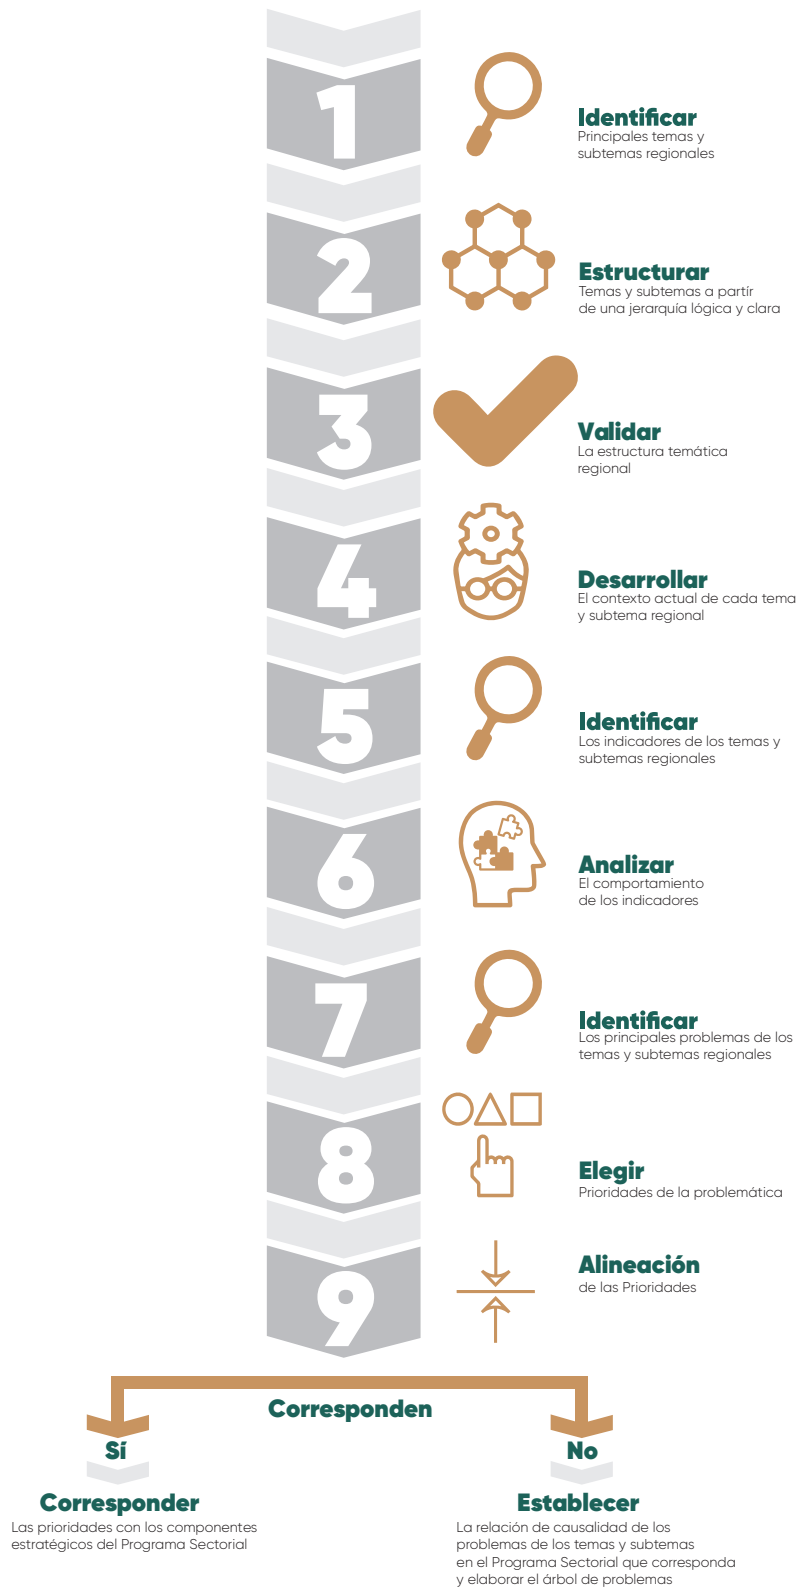 1
Identificar
Principales temas y
subtemas regionales
2
Estructurar
Temas y subtemas a partír
de una jerarquía lógica y clara
3
Validar
La estructura temática
regional
4
Desarrollar
El contexto actual de cada tema
y subtema regional
5
Identificar
Los indicadores de los temas y
subtemas regionales
6
Analizar
El comportamiento
de los indicadores
7
Identificar
Los principales problemas de los
temas y subtemas regionales
8
Elegir
Prioridades de la problemática
9
Alineación
de las Prioridades
Corresponden
Sí
Corresponder
Las prioridades con los componentes
estratégicos del Programa Sectorial
No
Establecer
La relación de causalidad de los
problemas de los temas y subtemas
en el Programa Sectorial que corresponda
y elaborar el árbol de problemas